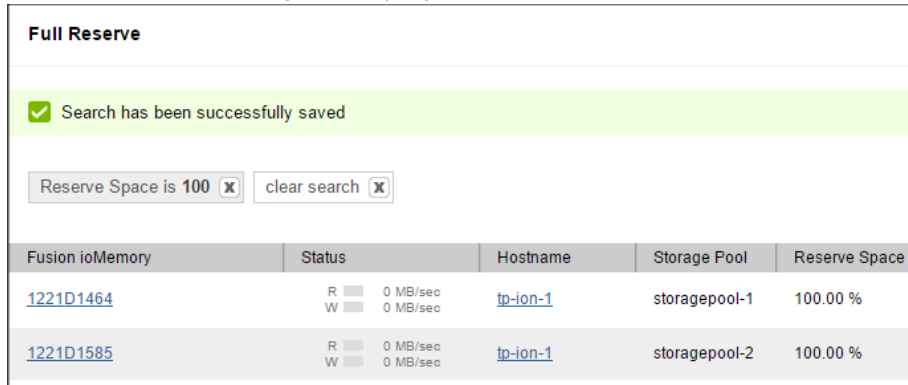 Full Reserve
Search has been successfully saved
Reserve Space is 100 x clear search x
Fusion ioMemory Status Hostname Storage Pool Reserve Space
1221D1464 R 0 MB/sec tp-ion-1 storagepool-1 100.00 %
W 0 MB/sec
1221D1585 R 0 MB/sec tp-ion-1 storagepool-2 100.00 %
W 0 MB/sec